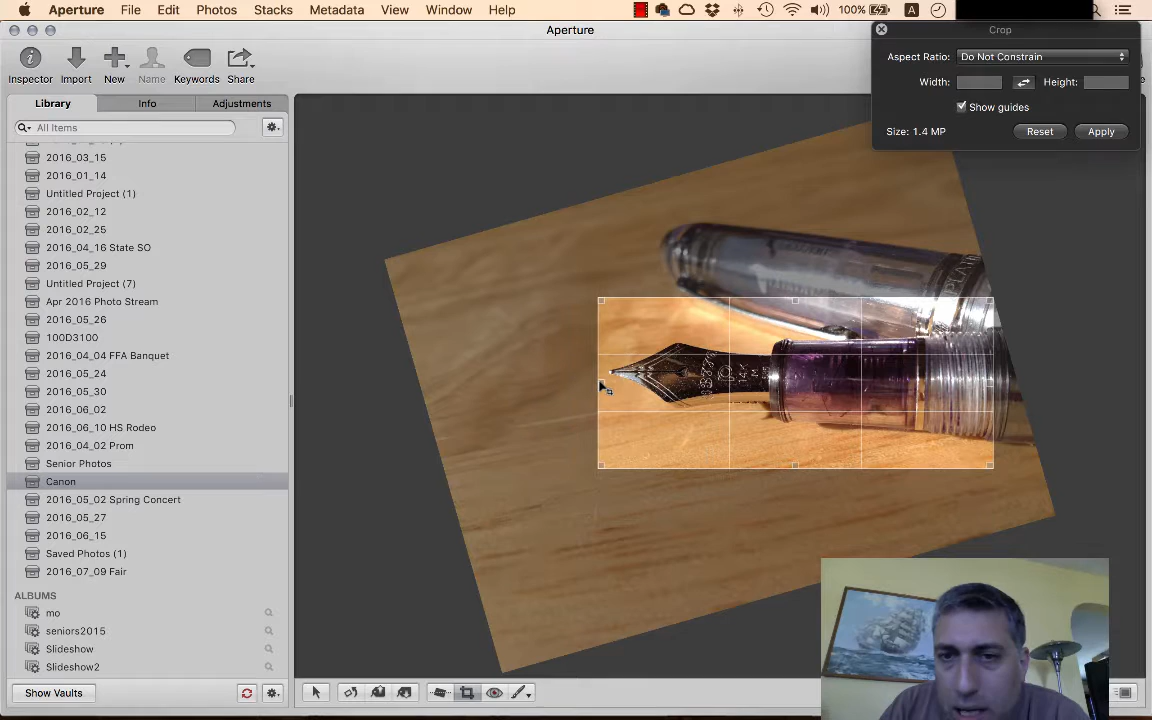 Aperture File Edit Photos Stacks Metadata View Window Help 100% A
Aperture
Crop
Inspector Import New Name Keywords Share
Aspect Ratio: Do Not Constrain
Width: Height:
Show guides
Size: 1.4 MP Reset Apply
Library Info Adjustments
All Items
2016_03_15
2016_01_14
Untitled Project (1)
2016_02_12
2016_02_25
2016_04_16 State SO
2016_05_29
Untitled Project (7)
Apr 2016 Photo Stream
2016_05_26
100D3100
2016_04_04 FFA Banquet
2016_05_24
2016_05_30
2016_06_02
2016_06_10 HS Rodeo
2016_04_02 Prom
Senior Photos
Canon
2016_05_02 Spring Concert
2016_05_27
2016_06_15
Saved Photos (1)
2016_07_09 Fair
ALBUMS
mo
seniors2015
Slideshow
Slideshow2
Show Vaults
3776
P
14K
M